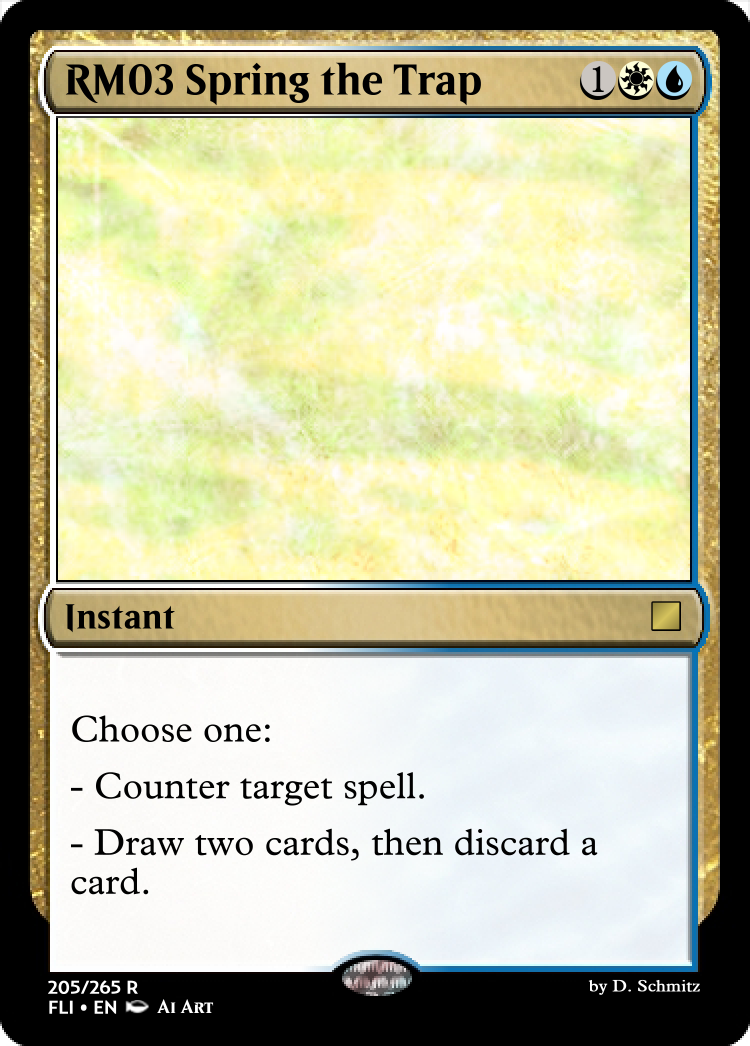 RM03 Spring the Trap 1
Instant
Choose one:
- Counter target spell.
- Draw two cards, then discard a
card.
205/265 R
FLI • EN AI ART
by D. Schmitz